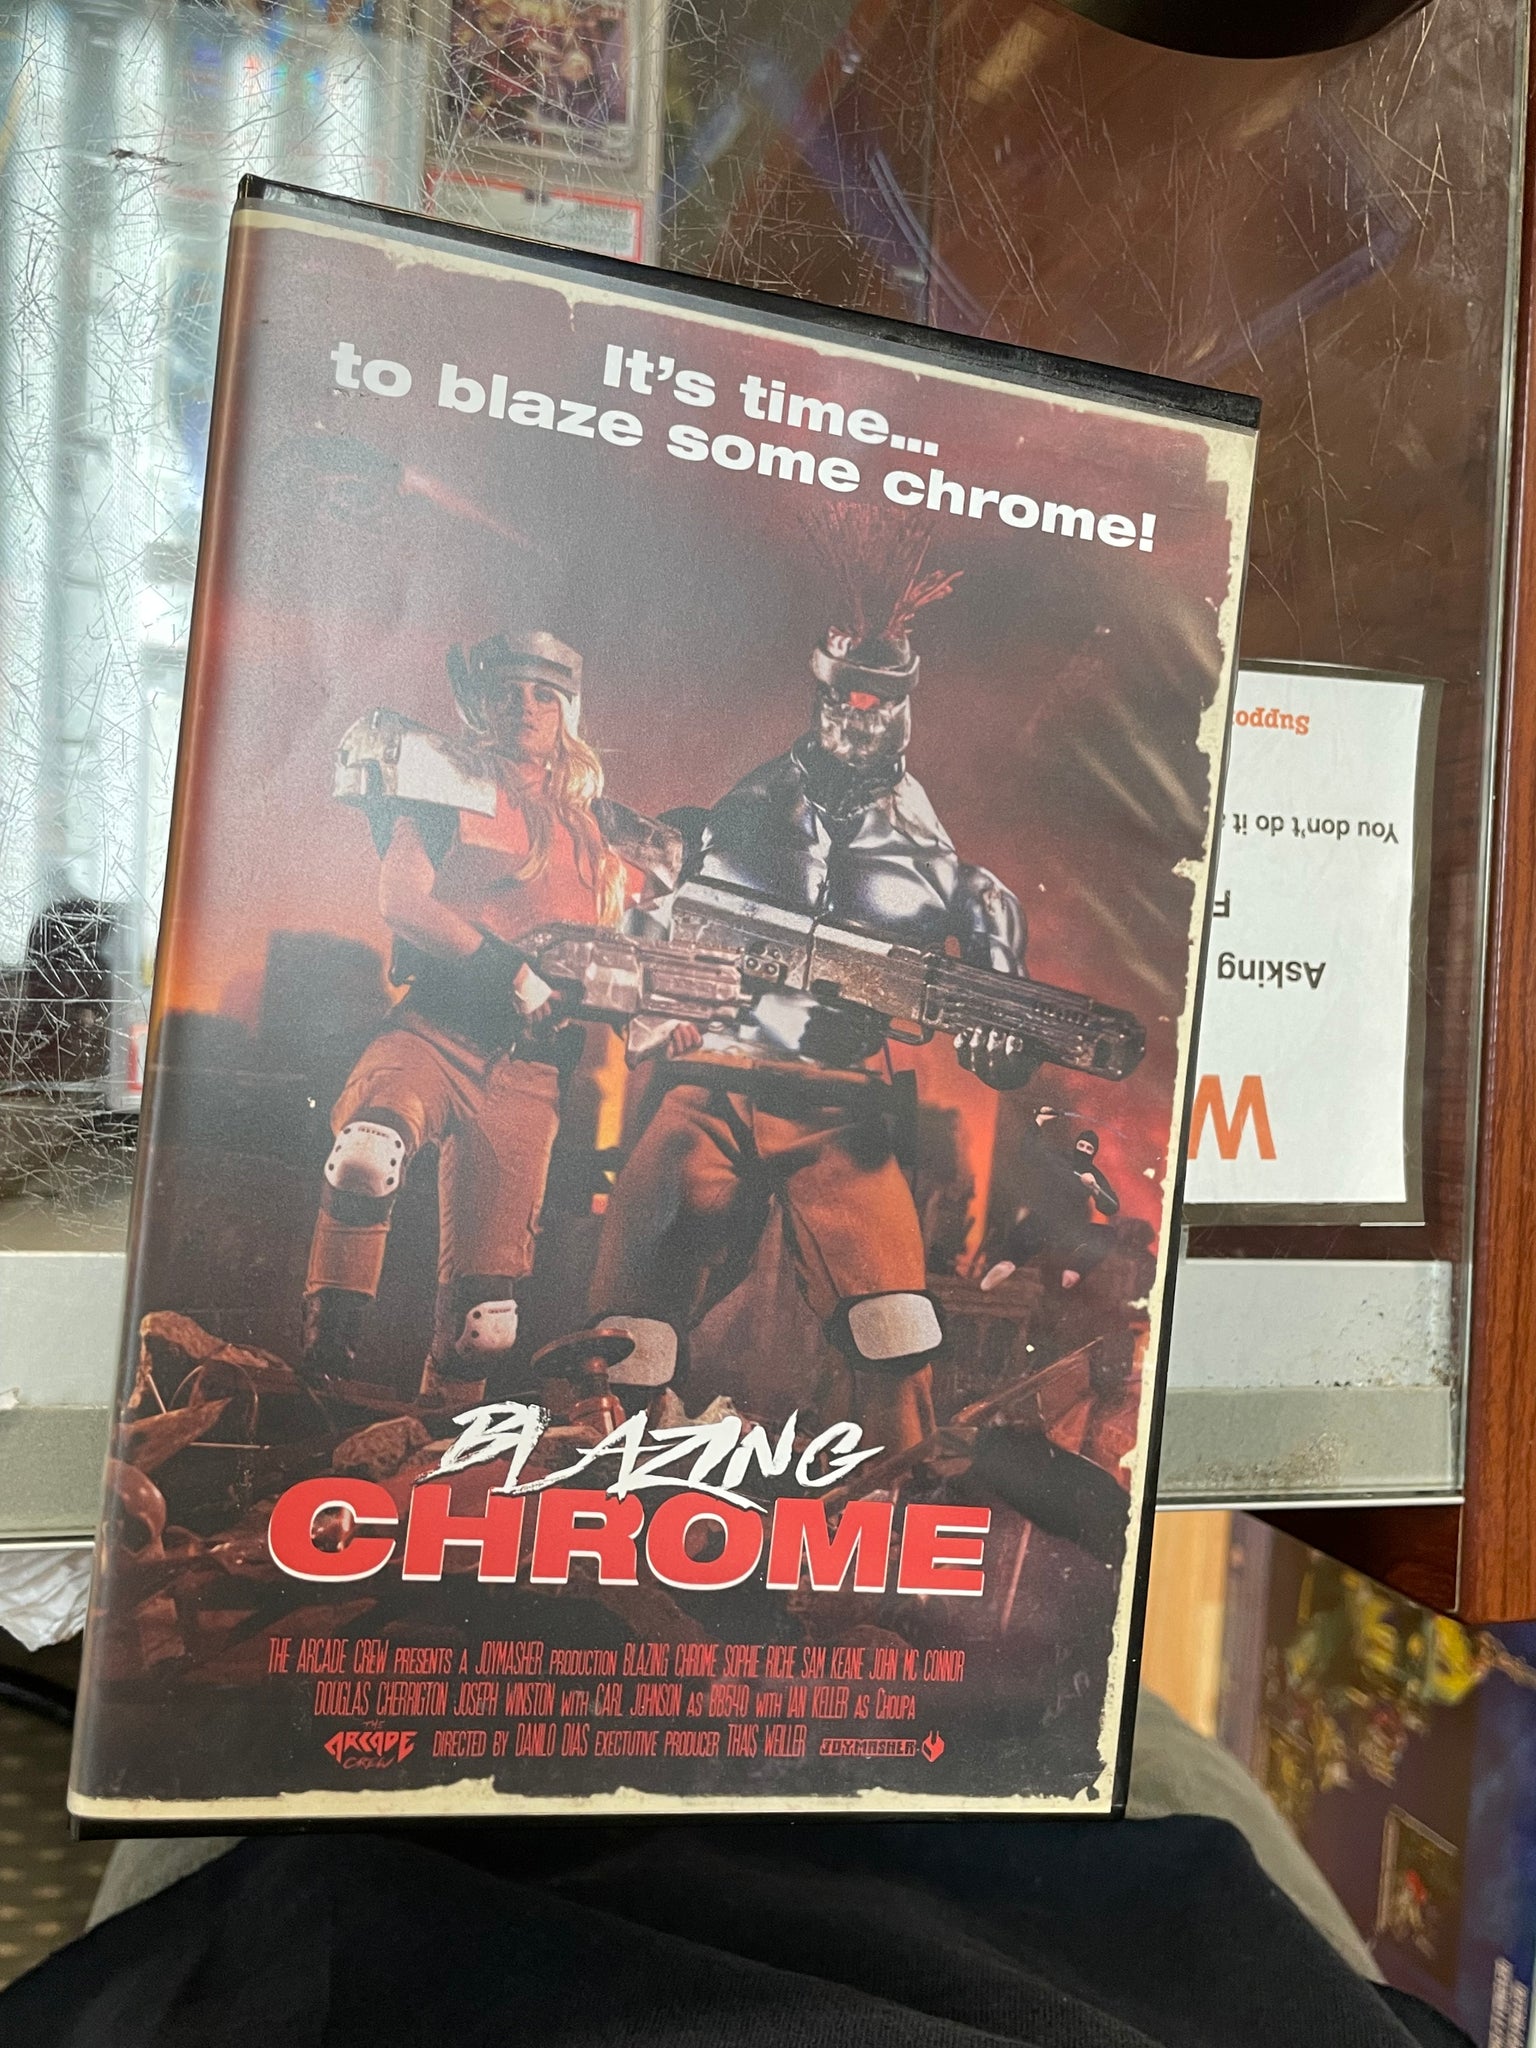 It's time...
to blaze some chrome!
BLAZING
CHROME
THE ARCADE CREW PRESENTS A JOYMASHER PRODUCTION BLAZING CHROME SOPHIE RICHE SAM KEANE JOHN MC CONNOR
DOUGLAS CHERRIGTON JOSEPH WINSTON WITH CARL JOHNSON AS BB540 WITH IAN KELLER AS CHOUPA
THE
ARCADE
CREW
DIRECTED BY DANILO DIAS EXECTUTIVE PRODUCER THAIS WEILLER
JOYMASHER
W
Asking
F
You don't do it
Suppo